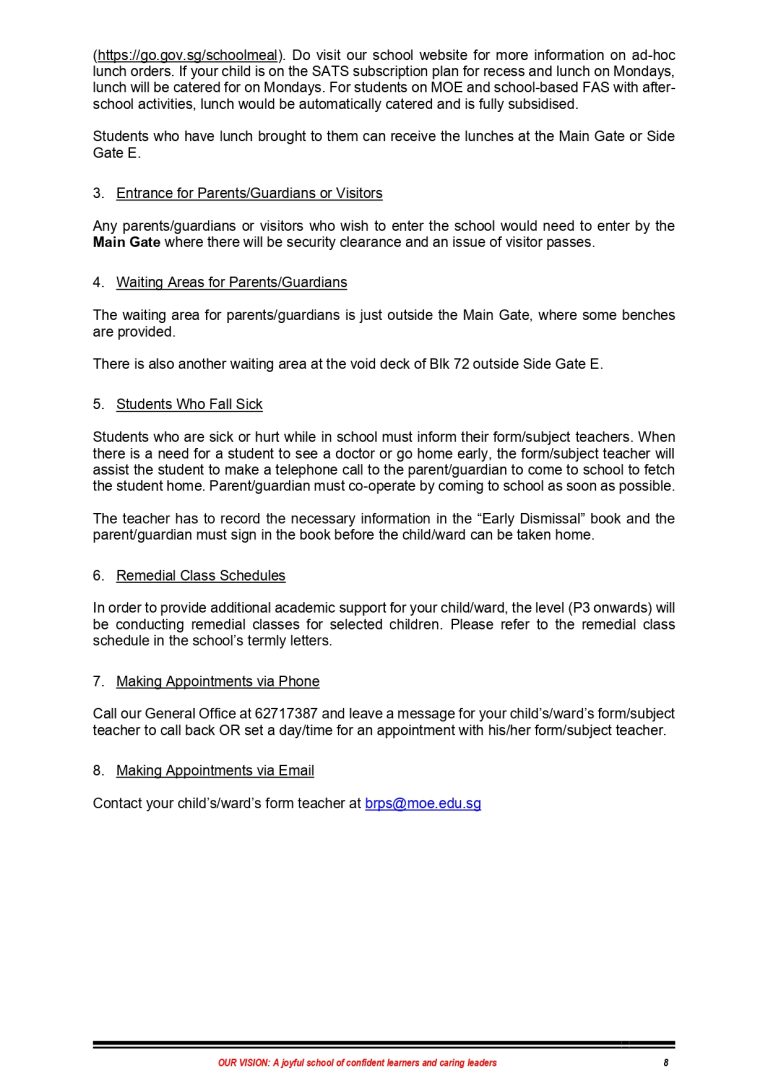 (https://go.gov.sg/schoolmeal). Do visit our school website for more information on ad-hoc
lunch orders. If your child is on the SATS subscription plan for recess and lunch on Mondays,
lunch will be catered for on Mondays. For students on MOE and school-based FAS with after-
school activities, lunch would be automatically catered and is fully subsidised.
Students who have lunch brought to them can receive the lunches at the Main Gate or Side
Gate E.
3. Entrance for Parents/Guardians or Visitors
Any parents/guardians or visitors who wish to enter the school would need to enter by the
Main Gate where there will be security clearance and an issue of visitor passes.
4. Waiting Areas for Parents/Guardians
The waiting area for parents/guardians is just outside the Main Gate, where some benches
are provided.
There is also another waiting area at the void deck of Blk 72 outside Side Gate E.
5. Students Who Fall Sick
Students who are sick or hurt while in school must inform their form/subject teachers. When
there is a need for a student to see a doctor or go home early, the form/subject teacher will
assist the student to make a telephone call to the parent/guardian to come to school to fetch
the student home. Parent/guardian must co-operate by coming to school as soon as possible.
The teacher has to record the necessary information in the “Early Dismissal” book and the
parent/guardian must sign in the book before the child/ward can be taken home.
6. Remedial Class Schedules
In order to provide additional academic support for your child/ward, the level (P3 onwards) will
be conducting remedial classes for selected children. Please refer to the remedial class
schedule in the school’s termly letters.
7. Making Appointments via Phone
Call our General Office at 62717387 and leave a message for your child’s/ward’s form/subject
teacher to call back OR set a day/time for an appointment with his/her form/subject teacher.
8. Making Appointments via Email
Contact your child’s/ward’s form teacher at brps@moe.edu.sg
OUR VISION: A joyful school of confident learners and caring leaders 8